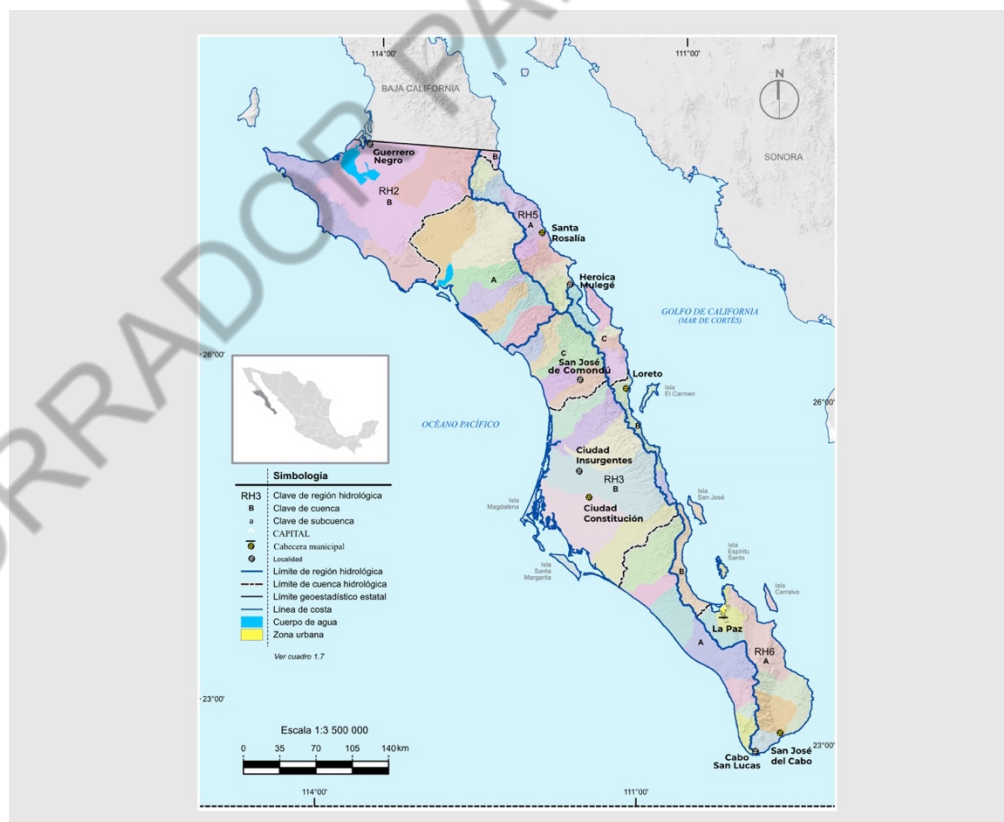 BORRADOR PA
114°00'
111°00'
BAJA CALIFORNIA
N
SONORA
Guerrero
Negro
B
RH2
B
RH5
A
Santa
Rosalía
Heroica
Mulegé
A
GOLFO DE CALIFORNIA
(MAR DE CORTÉS)
C
C
San José
de Comondú
26°00'
Loreto
Isla
El Carmen
26°00'
OCÉANO PACÍFICO
B
Ciudad
Insurgentes
RH3
B
Isla
San José
Isla
Magdalena
Ciudad
Constitución
Isla
Espíritu
Santo
Isla
Santa
Margarita
B
Isla
Cerralvo
La Paz
A
RH6
A
23°00'
23°00'
Cabo
San Lucas
San José
del Cabo
114°00'
111°00'
Simbología
RH3 Clave de región hidrológica
B Clave de cuenca
a Clave de subcuenca
CAPITAL
Cabecera municipal
Localidad
Límite de región hidrológica
Límite de cuenca hidrológica
Límite geoestadístico estatal
Línea de costa
Cuerpo de agua
Zona urbana
Ver cuadro 1.7
Escala 1:3 500 000
0 35 70 105 140 km